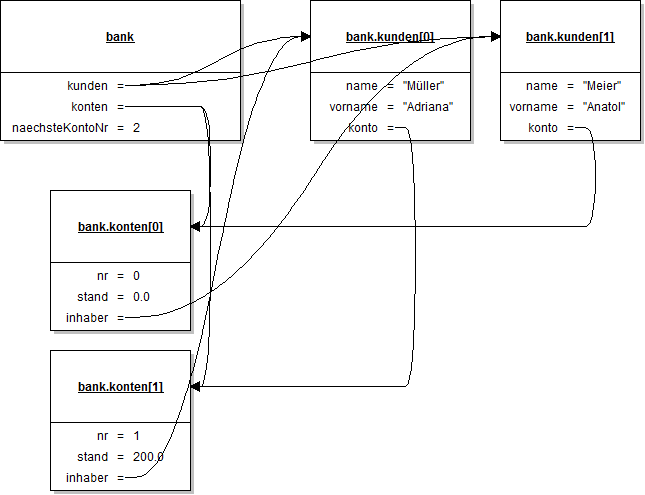 bank
kunden =
konten =
naechsteKontoNr = 2
bank.kunden[0]
name = "Müller"
vorname = "Adriana"
konto =
bank.kunden[1]
name = "Meier"
vorname = "Anatol"
konto =
bank.konten[0]
nr = 0
stand = 0.0
inhaber =
bank.konten[1]
nr = 1
stand = 200.0
inhaber =